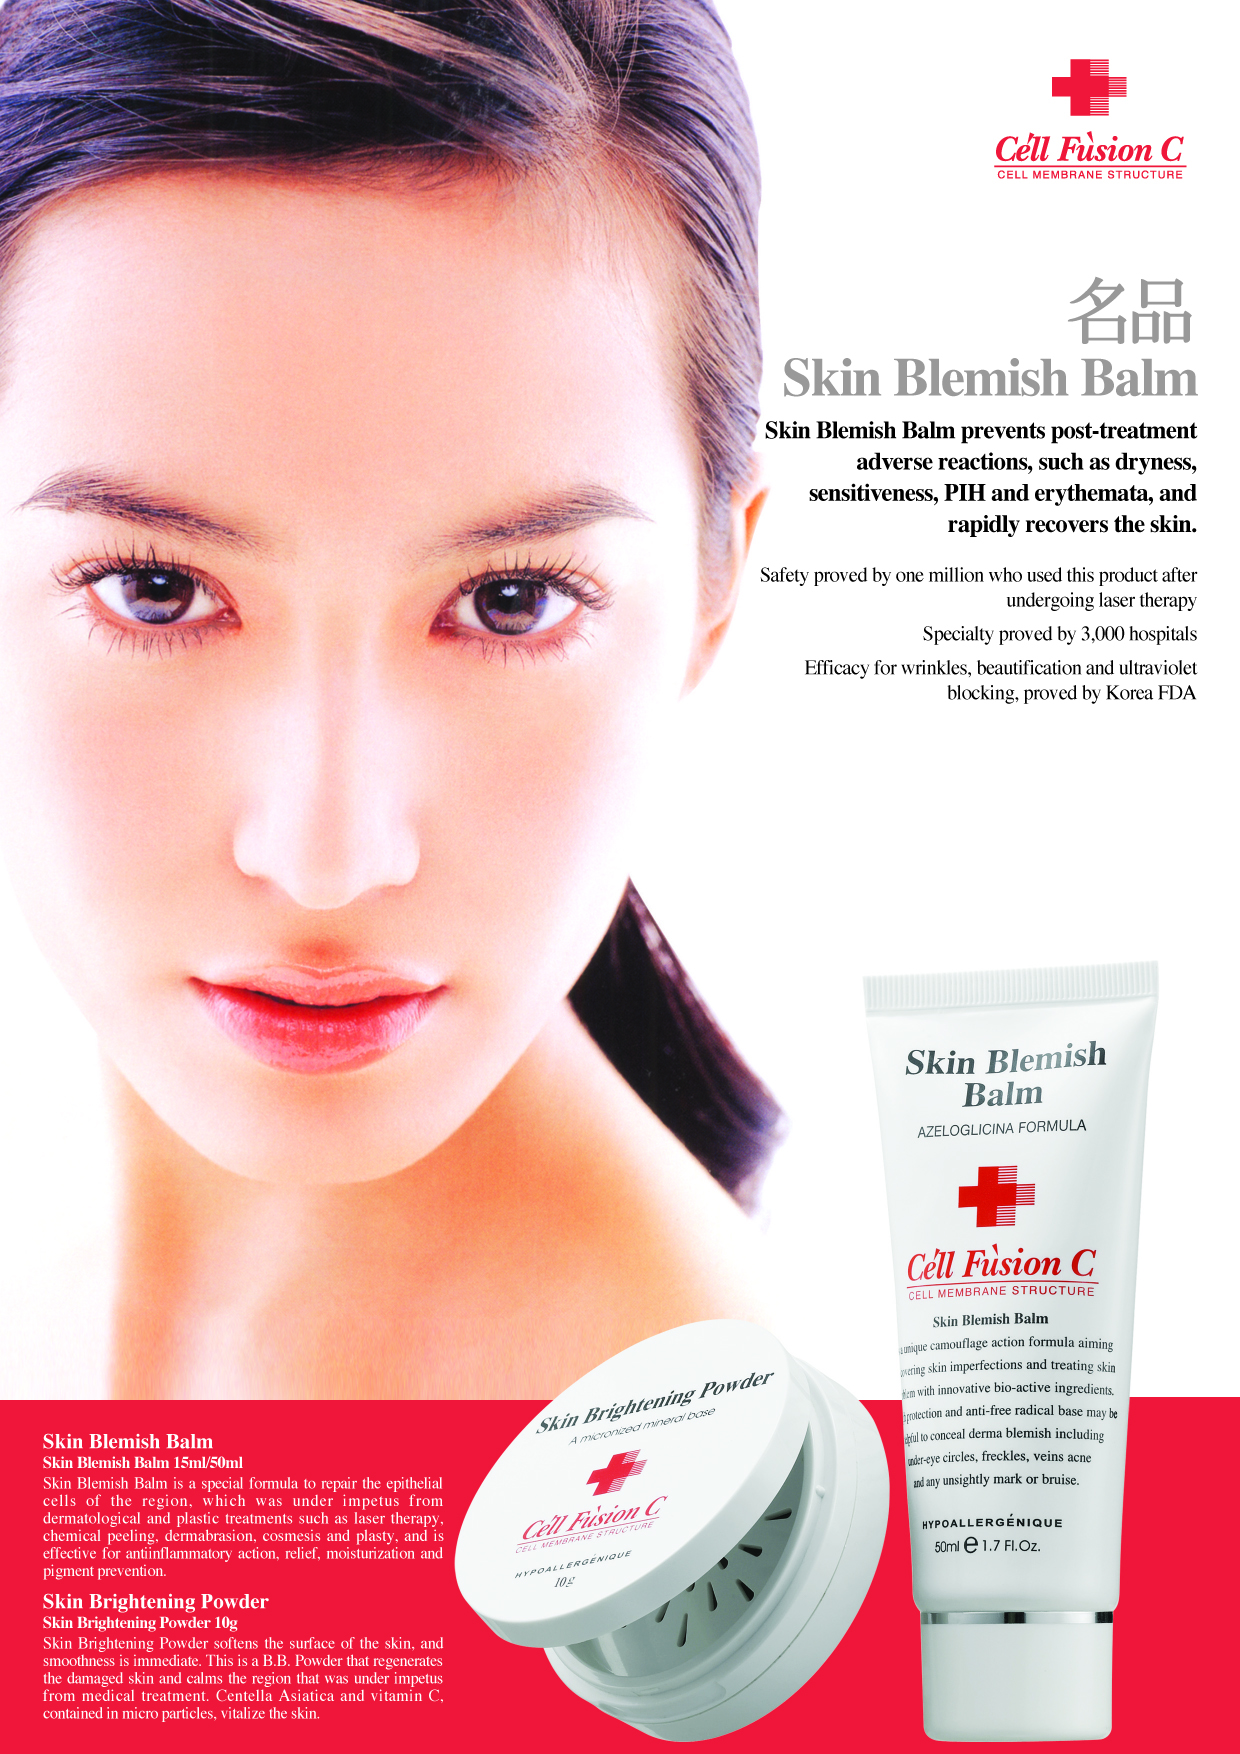 Céll Fùsion C
CELL MEMBRANE STRUCTURE
名品
Skin Blemish Balm
Skin Blemish Balm prevents post-treatment
adverse reactions, such as dryness,
sensitiveness, PIH and erythemata, and
rapidly recovers the skin.
Safety proved by one million who used this product after
undergoing laser therapy
Specialty proved by 3,000 hospitals
Efficacy for wrinkles, beautification and ultraviolet
blocking, proved by Korea FDA
Skin Blemish
Balm
AZELOGLICINA FORMULA
Céll Fùsion C
CELL MEMBRANE STRUCTURE
Skin Blemish Balm
unique camouflage action formula aiming
skin imperfections and treating skin
with innovative bio-active ingredients.
protection and anti-free radical base may be
to conceal derma blemish including
under-eye circles, freckles, veins acne
and any unsightly mark or bruise.
HYPOALLERGÉNIQUE
50ml e 1.7 Fl.Oz.
Skin Brightening Powder
A micronized mineral base
Céll Fùsion C
CELL MEMBRANE STRUCTURE
HYPOALLERGÉNIQUE
10g
Skin Blemish Balm
Skin Blemish Balm 15ml/50ml
Skin Blemish Balm is a special formula to repair the epithelial
cells of the region, which was under impetus from
dermatological and plastic treatments such as laser therapy,
chemical peeling, dermabrasion, cosmesis and plasty, and is
effective for antiinflammatory action, relief, moisturization and
pigment prevention.
Skin Brightening Powder
Skin Brightening Powder 10g
Skin Brightening Powder softens the surface of the skin, and
smoothness is immediate. This is a B.B. Powder that regenerates
the damaged skin and calms the region that was under impetus
from medical treatment. Centella Asiatica and vitamin C,
contained in micro particles, vitalize the skin.